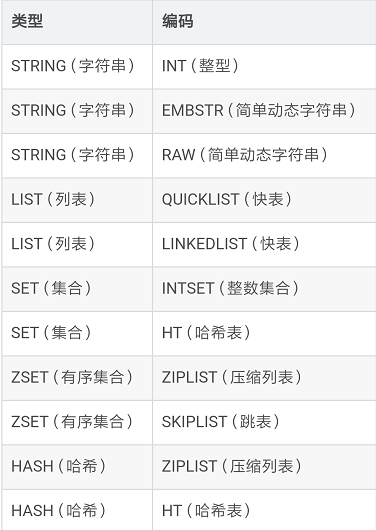 类型 编码
STRING（字符串） INT（整型）
STRING（字符串） EMBSTR（简单动态字符串）
STRING（字符串） RAW（简单动态字符串）
LIST（列表） QUICKLIST（快表）
LIST（列表） LINKEDLIST（快表）
SET（集合） INTSET（整数集合）
SET（集合） HT（哈希表）
ZSET（有序集合） ZIPLIST（压缩列表）
ZSET（有序集合） SKIPLIST（跳表）
HASH（哈希） ZIPLIST（压缩列表）
HASH（哈希） HT（哈希表）